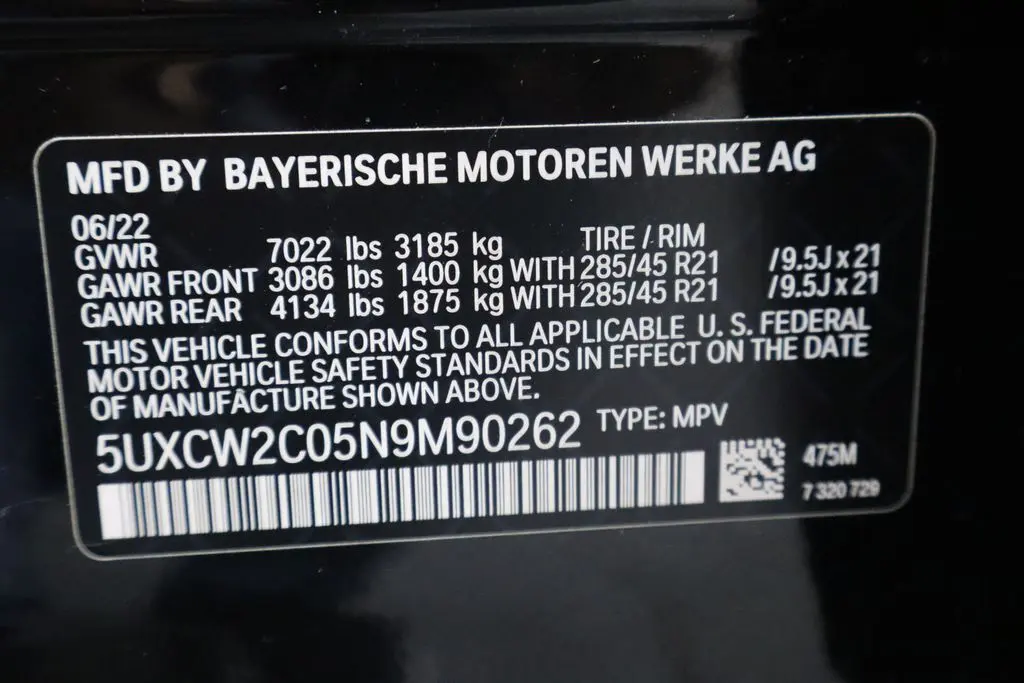 MFD BY BAYERISCHE MOTOREN WERKE AG
06/22
GVWR 7022 lbs 3185 kg TIRE / RIM
GAWR FRONT 3086 lbs 1400 kg WITH 285/45 R21 /9.5J x 21
GAWR REAR 4134 lbs 1875 kg WITH 285/45 R21 /9.5J x 21
THIS VEHICLE CONFORMS TO ALL APPLICABLE U. S. FEDERAL
MOTOR VEHICLE SAFETY STANDARDS IN EFFECT ON THE DATE
OF MANUFACTURE SHOWN ABOVE.
5UXCW2C05N9M90262 TYPE: MPV
475M
7 320 729